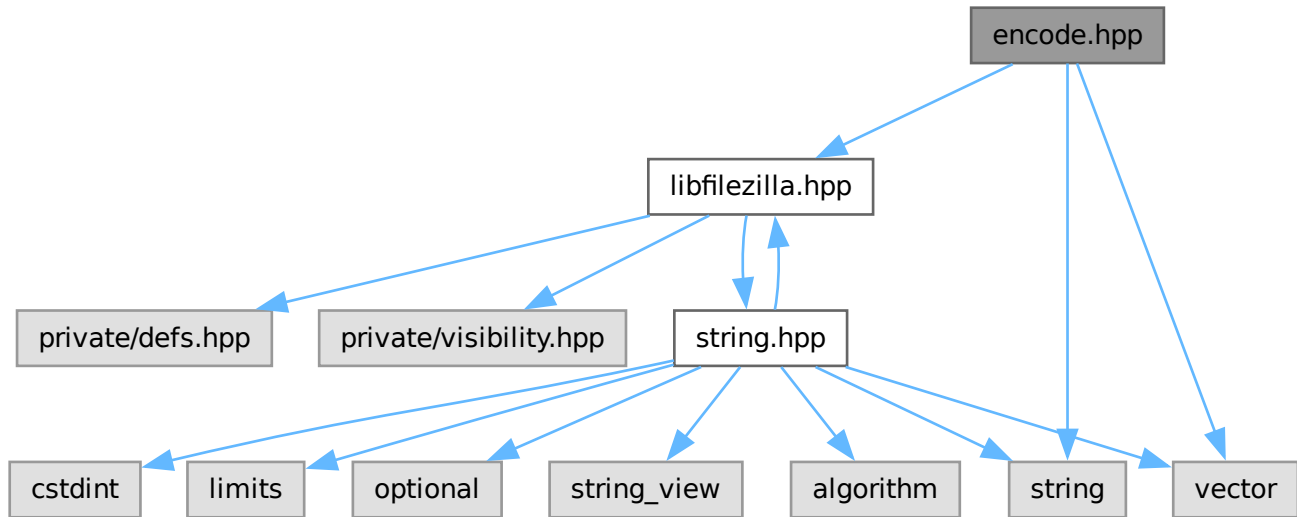 encode.hpp
libfilezilla.hpp
private/defs.hpp
private/visibility.hpp
string.hpp
cstdint
limits
optional
string_view
algorithm
string
vector